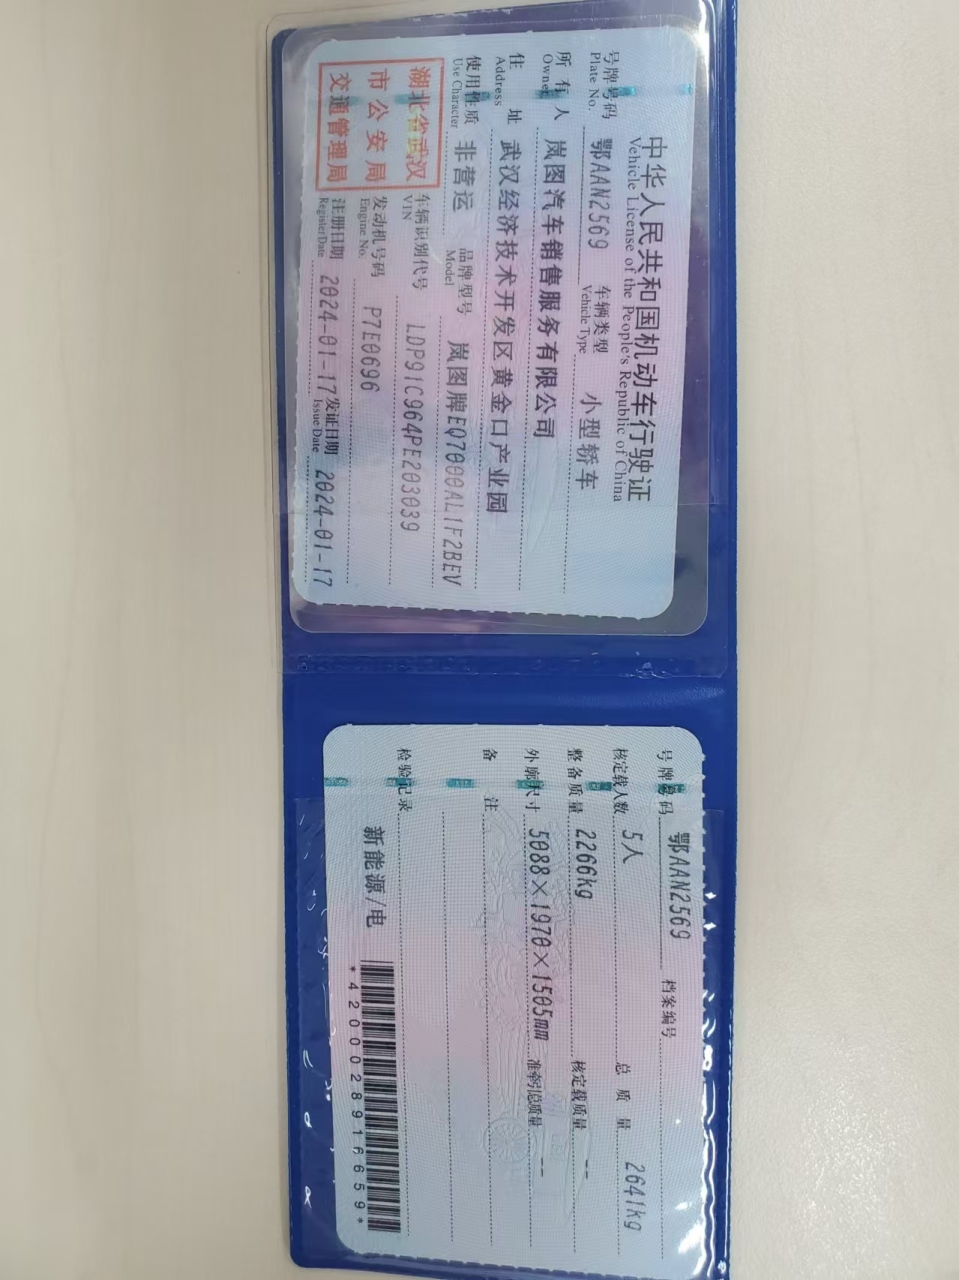 中华人民共和国机动车行驶证
Vehicle License of the People's Republic of China
号牌号码 鄂AAN2569 车辆类型 小型轿车
Plate No. Vehicle Type
所有人 岚图汽车销售服务有限公司
Owner
住址 武汉经济技术开发区黄金口产业园
Address
使用性质 非营运 品牌型号 岚图牌EQ7000AL1F2BEV
Use Character Model
湖北省武汉
市公安局
交通管理局
车辆识别代号 LDP91C964PE203039
VIN
发动机号码 P7E0696
Engine No.
注册日期 2024-01-17 发证日期 2024-01-17
Register Date Issue Date
号牌号码 鄂AAN2569 档案编号
核定载人数 5人 总质量 2641kg
整备质量 2266kg 核定载质量 --
外廓尺寸 5088×1970×1505mm 准牵引总质量 --
备注
检验记录
新能源/电
*4200028916659*